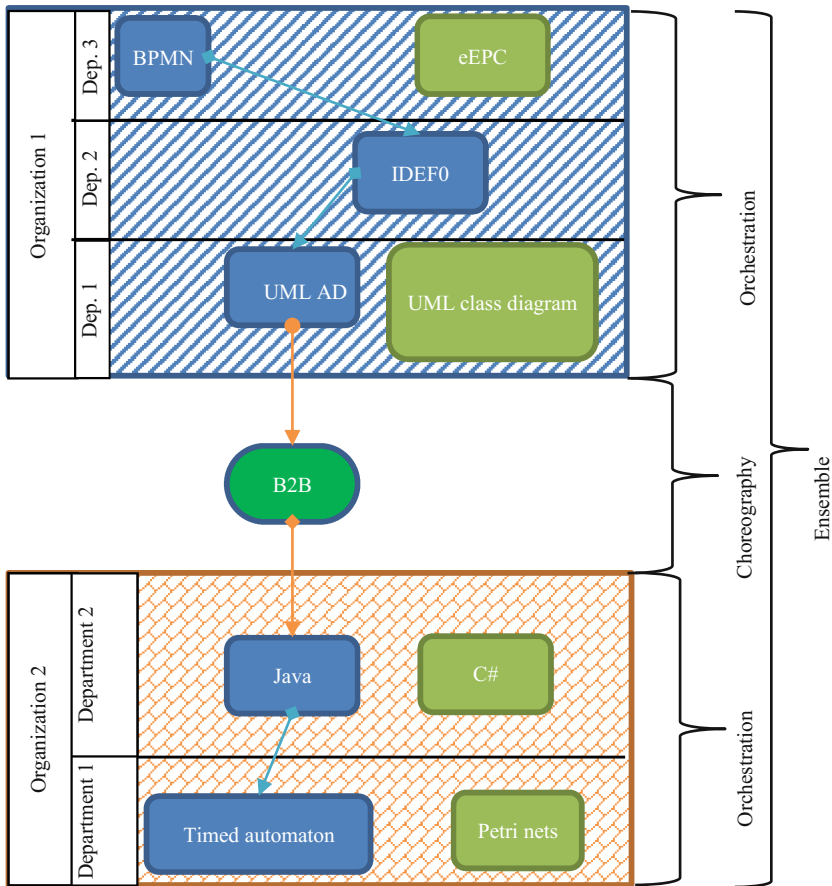 Organization 1
Dep. 3
BPMN
eEPC
Dep. 2
IDEF0
Dep. 1
UML AD
UML class diagram
Orchestration
B2B
Choreography
Ensemble
Organization 2
Department 2
Java
C#
Department 1
Timed automaton
Petri nets
Orchestration